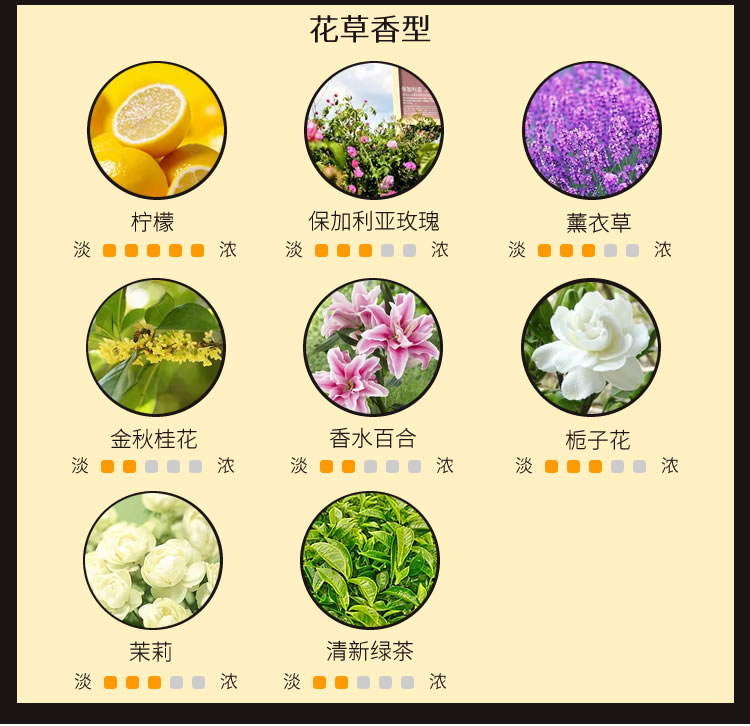 花草香型
柠檬
保加利亚玫瑰
薰衣草
淡 浓
淡 浓
淡 浓
金秋桂花
香水百合
栀子花
淡 浓
淡 浓
淡 浓
茉莉
清新绿茶
淡 浓
淡 浓